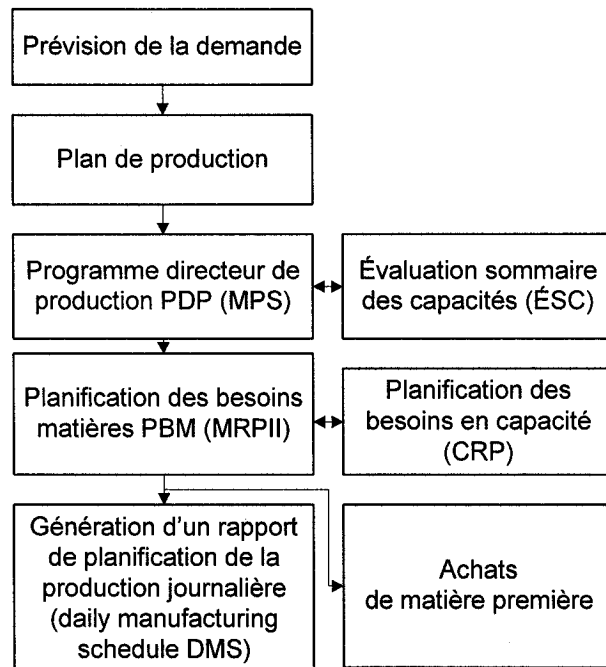 Prévision de la demande
Plan de production
Programme directeur de
production PDP (MPS)
Évaluation sommaire
des capacités (ÉSC)
Planification des besoins
matières PBM (MRPII)
Planification des
besoins en capacité
(CRP)
Génération d'un rapport
de planification de la
production journalière
(daily manufacturing
schedule DMS)
Achats
de matière première